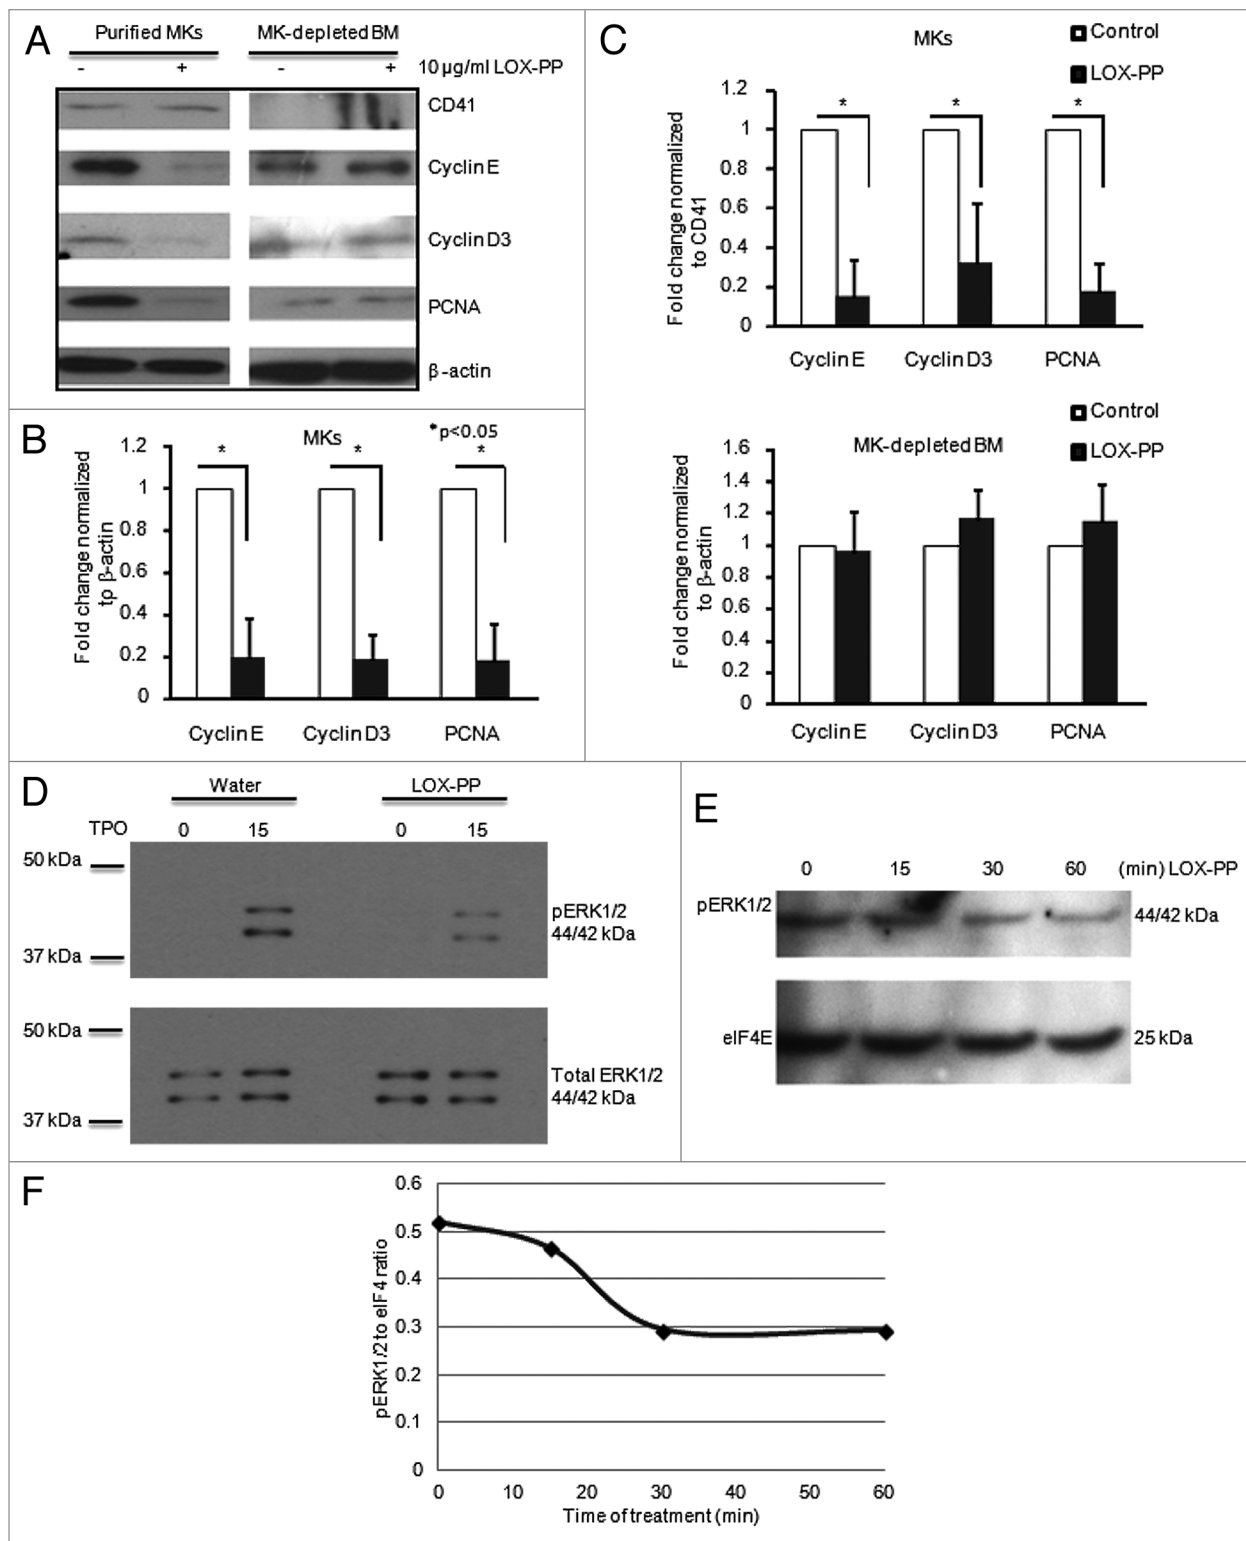 A
Purified MKs MK-depleted BM
- + - + 10 µg/ml LOX-PP
CD41
Cyclin E
Cyclin D3
PCNA
β-actin
B
MKs
*p<0.05
* * *
Fold change normalized
tp β-actin
1.2
1
0.8
0.6
0.4
0.2
0
Cyclin E Cyclin D3 PCNA
C
MKs
Control
LOX-PP
* * *
Fold change normalized
to CD41
1.2
1
0.8
0.6
0.4
0.2
0
Cyclin E Cyclin D3 PCNA
MK-depleted BM
Control
LOX-PP
Fold change normalized
to β-actin
1.6
1.4
1.2
1
0.8
0.6
0.4
0.2
0
Cyclin E Cyclin D3 PCNA
D
Water LOX-PP
TPO 0 15 0 15
50 kDa
pERK1/2
44/42 kDa
37 kDa
50 kDa
Total ERK1/2
44/42 kDa
37 kDa
E
0 15 30 60 (min) LOX-PP
pERK1/2 44/42 kDa
eIF4E 25 kDa
F
pERK1/2 to eIF4 ratio
0.6
0.5
0.4
0.3
0.2
0.1
0
0 10 20 30 40 50 60
Time of treatment (min)